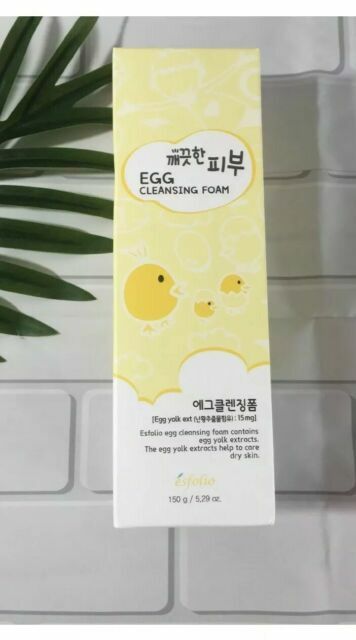 깨끗한 피부
EGG
CLEANSING FOAM
에그클렌징폼
[Egg yolk ext (난황추출물함유) : 15mg]
Esfolio egg cleansing foam contains
egg yolk extracts.
The egg yolk extracts help to care
dry skin.
esfolio
150 g / 5,29 oz.